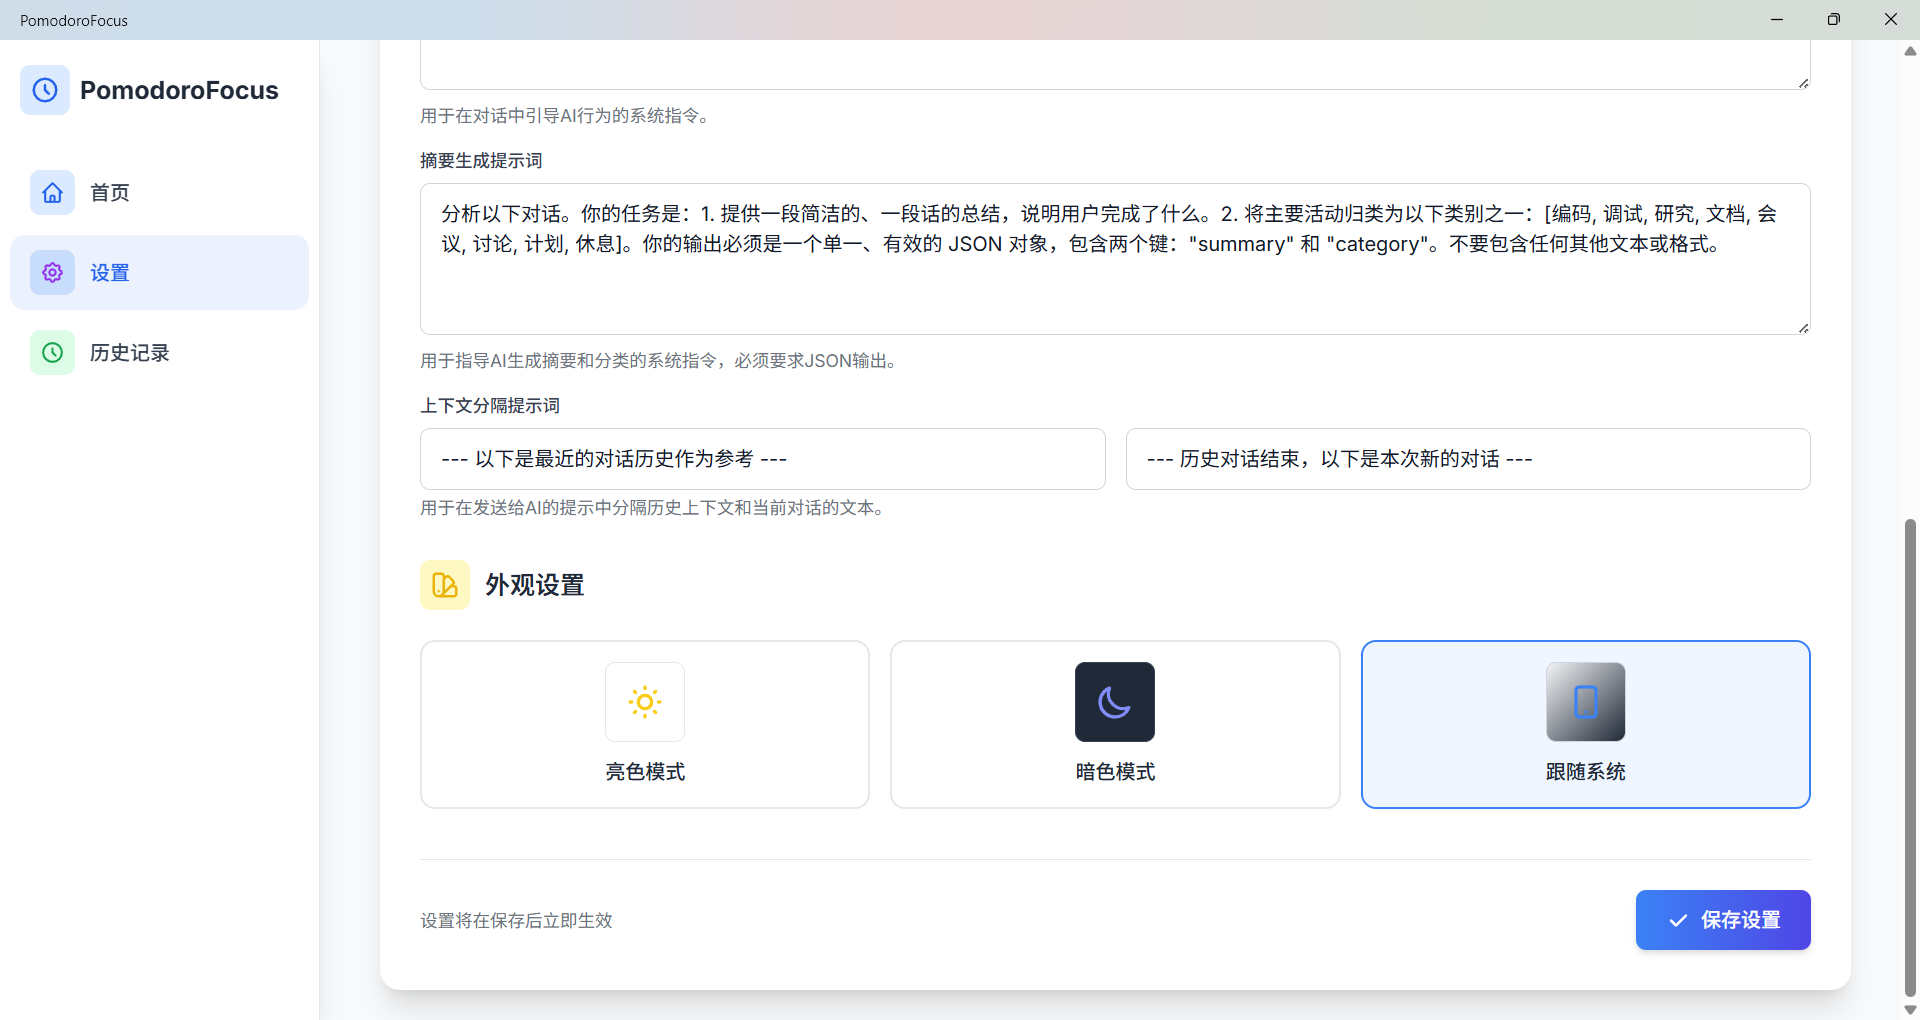 PomodoroFocus
PomodoroFocus
首页
设置
历史记录
用于在对话中引导AI行为的系统指令。
摘要生成提示词
分析以下对话。你的任务是：1. 提供一段简洁的、一段话的总结，说明用户完成了什么。2. 将主要活动归类为以下类别之一：[编码, 调试, 研究, 文档, 会
议, 讨论, 计划, 休息]。你的输出必须是一个单一、有效的 JSON 对象，包含两个键："summary" 和 "category"。不要包含任何其他文本或格式。
用于指导AI生成摘要和分类的系统指令，必须要求JSON输出。
上下文分隔提示词
--- 以下是最近的对话历史作为参考 ---
--- 历史对话结束，以下是本次新的对话 ---
用于在发送给AI的提示中分隔历史上下文和当前对话的文本。
外观设置
亮色模式
暗色模式
跟随系统
设置将在保存后立即生效
保存设置